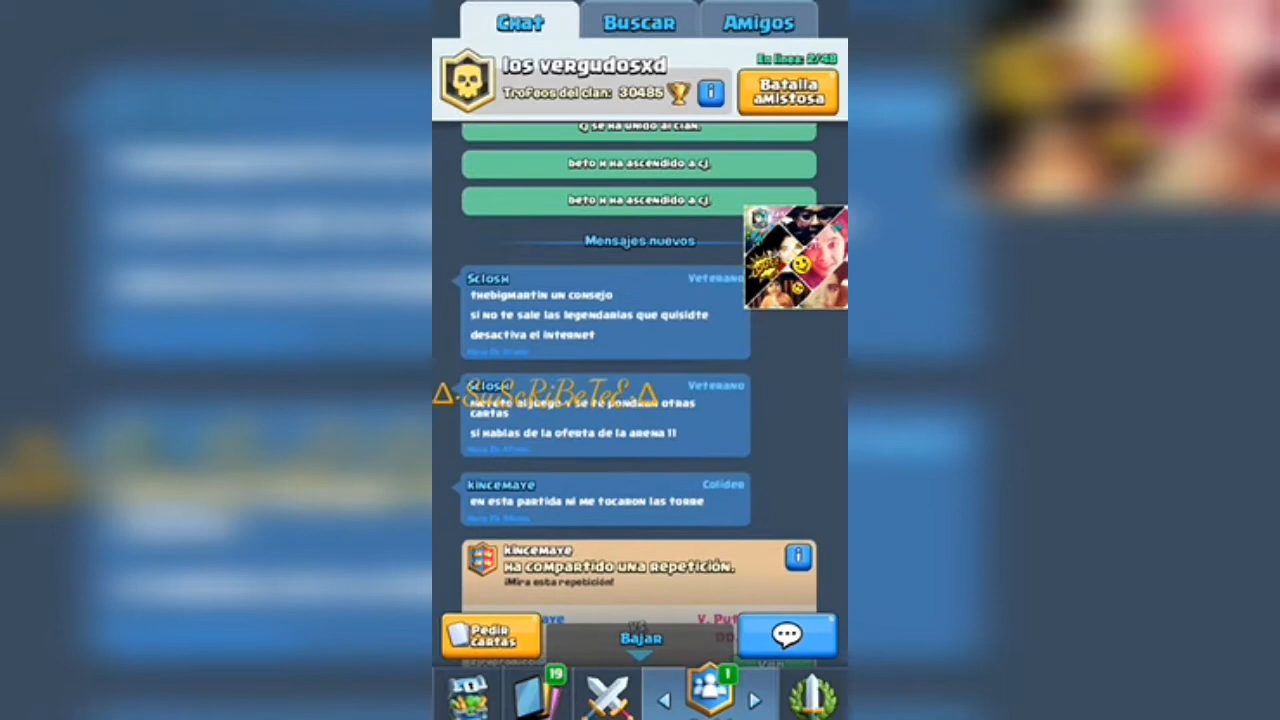 Chat
Buscar
Amigos
los vergudosxd
En línea: 2/48
Trofeos del clan: 30485
Batalla
amistosa
cj se ha unido al clan.
beto H ha ascendido a cj.
beto H ha ascendido a cj.
Mensajes nuevos
Sclosh
Veterano
thebigmartin un consejo
si no te sale las legendarias que quisidte
desactiva el internet
Sclosh
Veterano
∆.SuScRiBeTeE.∆
otras
cartas
si hablas de la oferta de la arena 11
kincemaye
Colíder
en esta partida ni me tocaron las torre
kincemaye
ha compartido una repetición.
¡Mira esta repetición!
Pedir
cartas
vs.
Bajar
19
1